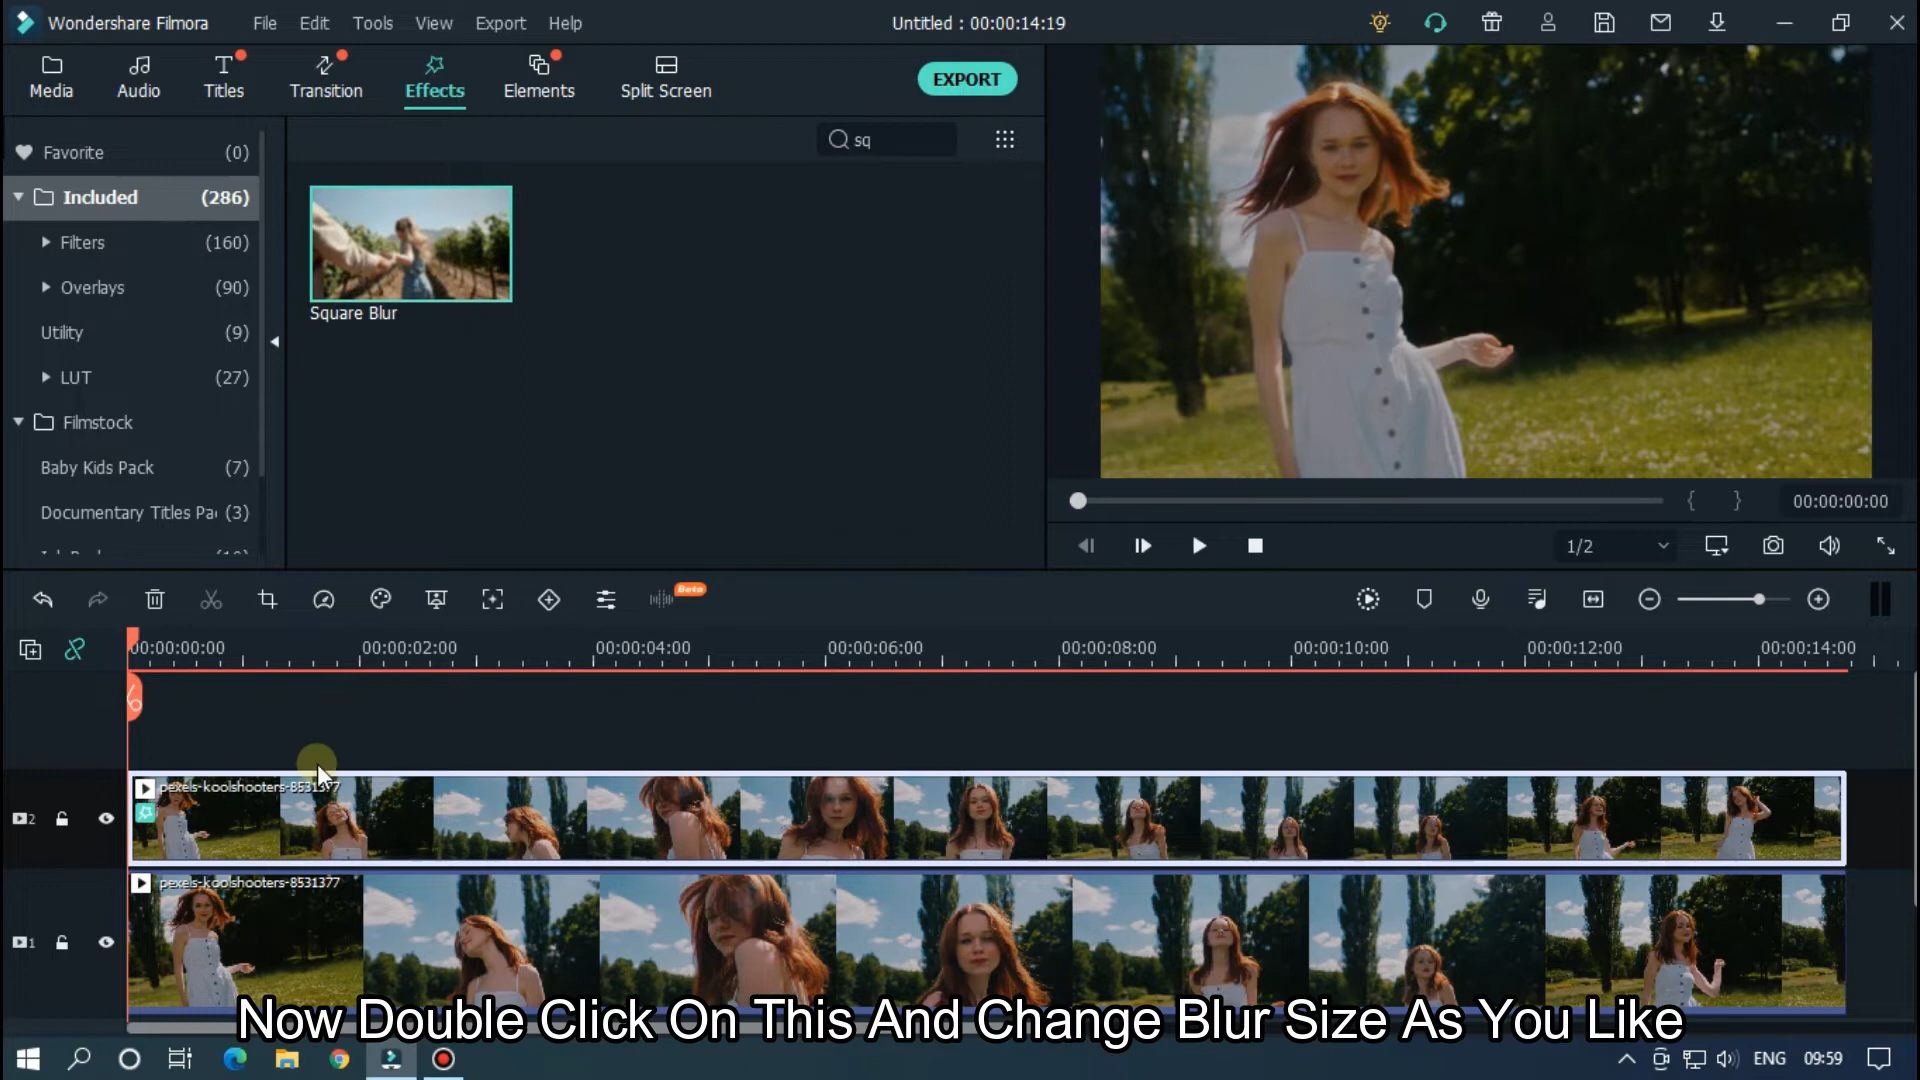 Wondershare Filmora
File Edit Tools View Export Help
Untitled : 00:00:14:19
Media Audio Titles Transition Effects Elements Split Screen
EXPORT
sq
Favorite (0)
Included (286)
Filters (160)
Overlays (90)
Utility (9)
LUT (27)
Filmstock
Baby Kids Pack (7)
Documentary Titles Pa (3)
Square Blur
{ } 00:00:00:00
1/2
Beta
00:00:00:00 00:00:02:00 00:00:04:00 00:00:06:00 00:00:08:00 00:00:10:00 00:00:12:00 00:00:14:00
2
pexels-koolshooters-8531377
1
pexels-koolshooters-8531377
Now Double Click On This And Change Blur Size As You Like
ENG 09:59